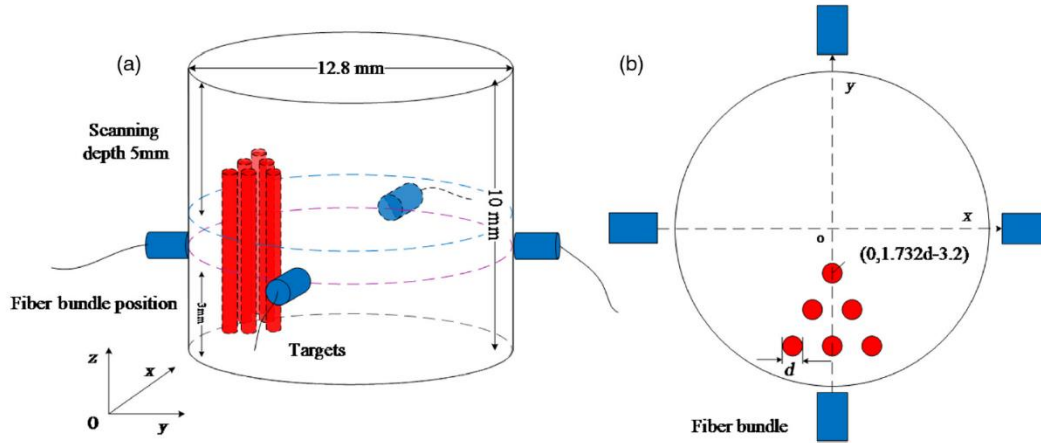 (a)
12.8 mm
Scanning
depth 5mm
10 mm
Fiber bundle position
3mm
Targets
z
x
O
y
(b)
y
x
o
(0,1.732d-3.2)
d
Fiber bundle